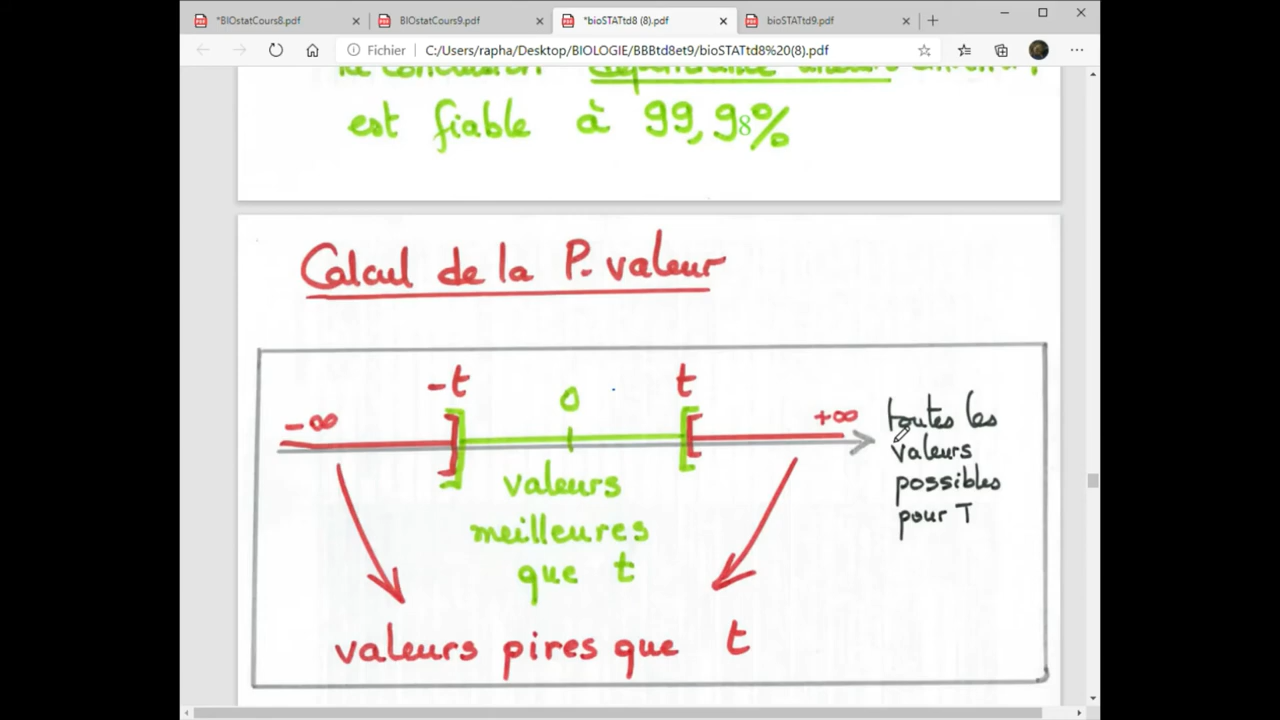 *BIOstatCours8.pdf
BIOstatCours9.pdf
*bioSTATtd8 (8).pdf
bioSTATtd9.pdf
Fichier
C:/Users/rapha/Desktop/BIOLOGIE/BBBtd8et9/bioSTATtd8%20(8).pdf
la conclusion
est fiable à 99,98%
Calcul de la P. valeur
-∞ -t 0 t +∞
toutes les
valeurs
possibles
pour T
valeurs
meilleures
que t
valeurs pires que t